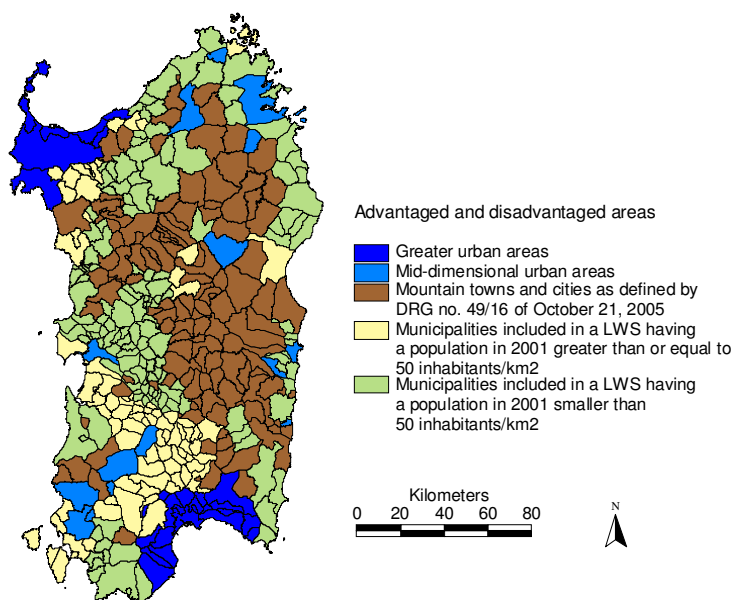 Advantaged and disadvantaged areas
Greater urban areas
Mid-dimensional urban areas
Mountain towns and cities as defined by
DRG no. 49/16 of October 21, 2005
Municipalities included in a LWS having
a population in 2001 greater than or equal to
50 inhabitants/km2
Municipalities included in a LWS having
a population in 2001 smaller than
50 inhabitants/km2
Kilometers
0 20 40 60 80
N